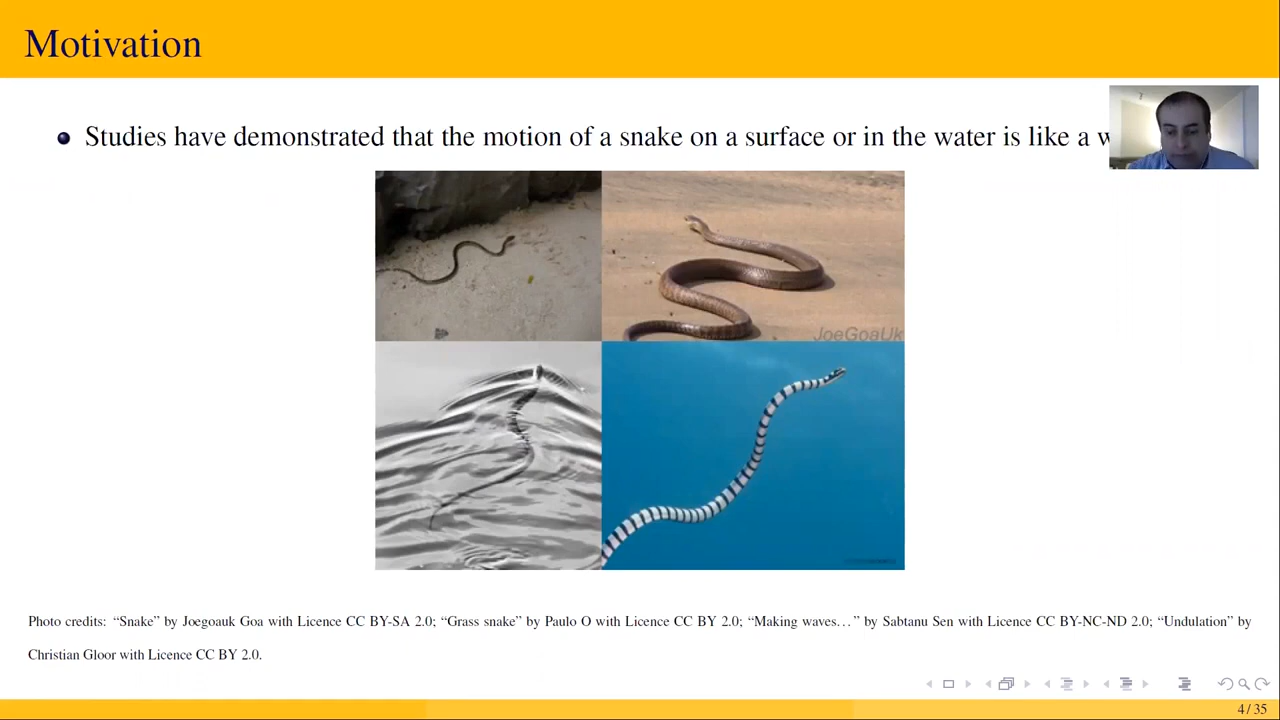 Motivation
Studies have demonstrated that the motion of a snake on a surface or in the water is like a
JoeGoaUk
Photo credits: “Snake” by Joegoauk Goa with Licence CC BY-SA 2.0; “Grass snake” by Paulo O with Licence CC BY 2.0; “Making waves…” by Sabtanu Sen with Licence CC BY-NC-ND 2.0; “Undulation” by
Christian Gloor with Licence CC BY 2.0.
4 / 35